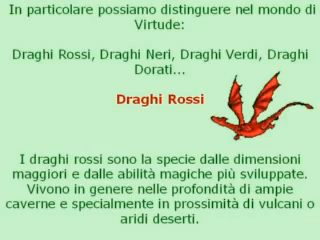 In particolare possiamo distinguere nel mondo di
Virtude:
Draghi Rossi, Draghi Neri, Draghi Verdi, Draghi
Dorati...
Draghi Rossi
I draghi rossi sono la specie dalle dimensioni
maggiori e dalle abilità magiche più sviluppate.
Vivono in genere nelle profondità di ampie
caverne e specialmente in prossimità di vulcani o
aridi deserti.